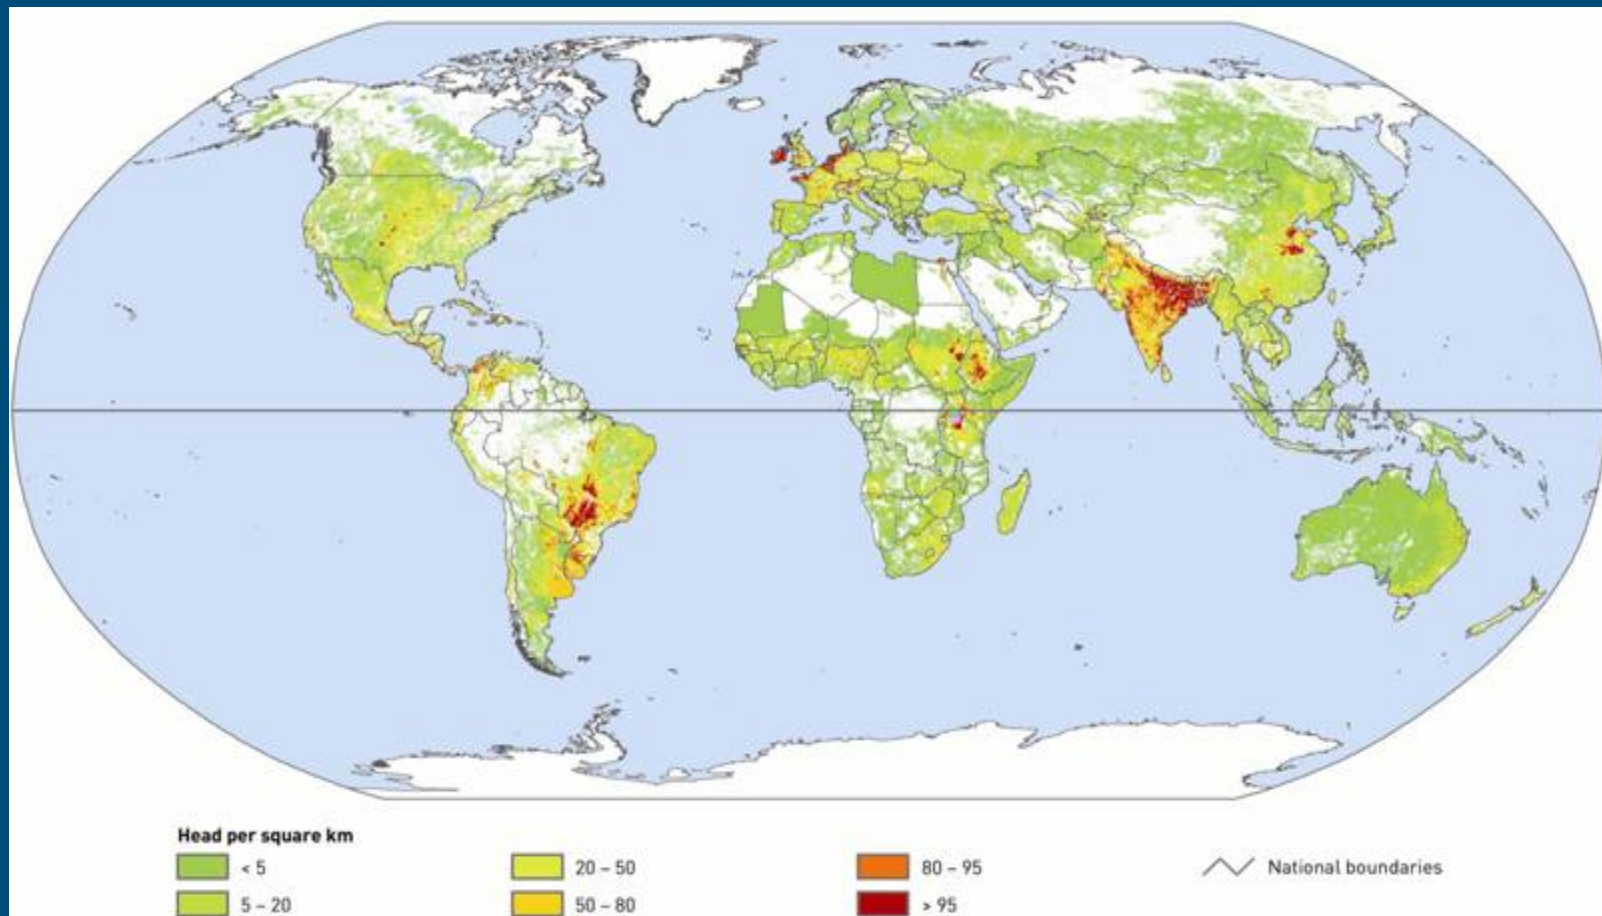 Head per square km
< 5
5 – 20
20 – 50
50 – 80
80 – 95
> 95
National boundaries